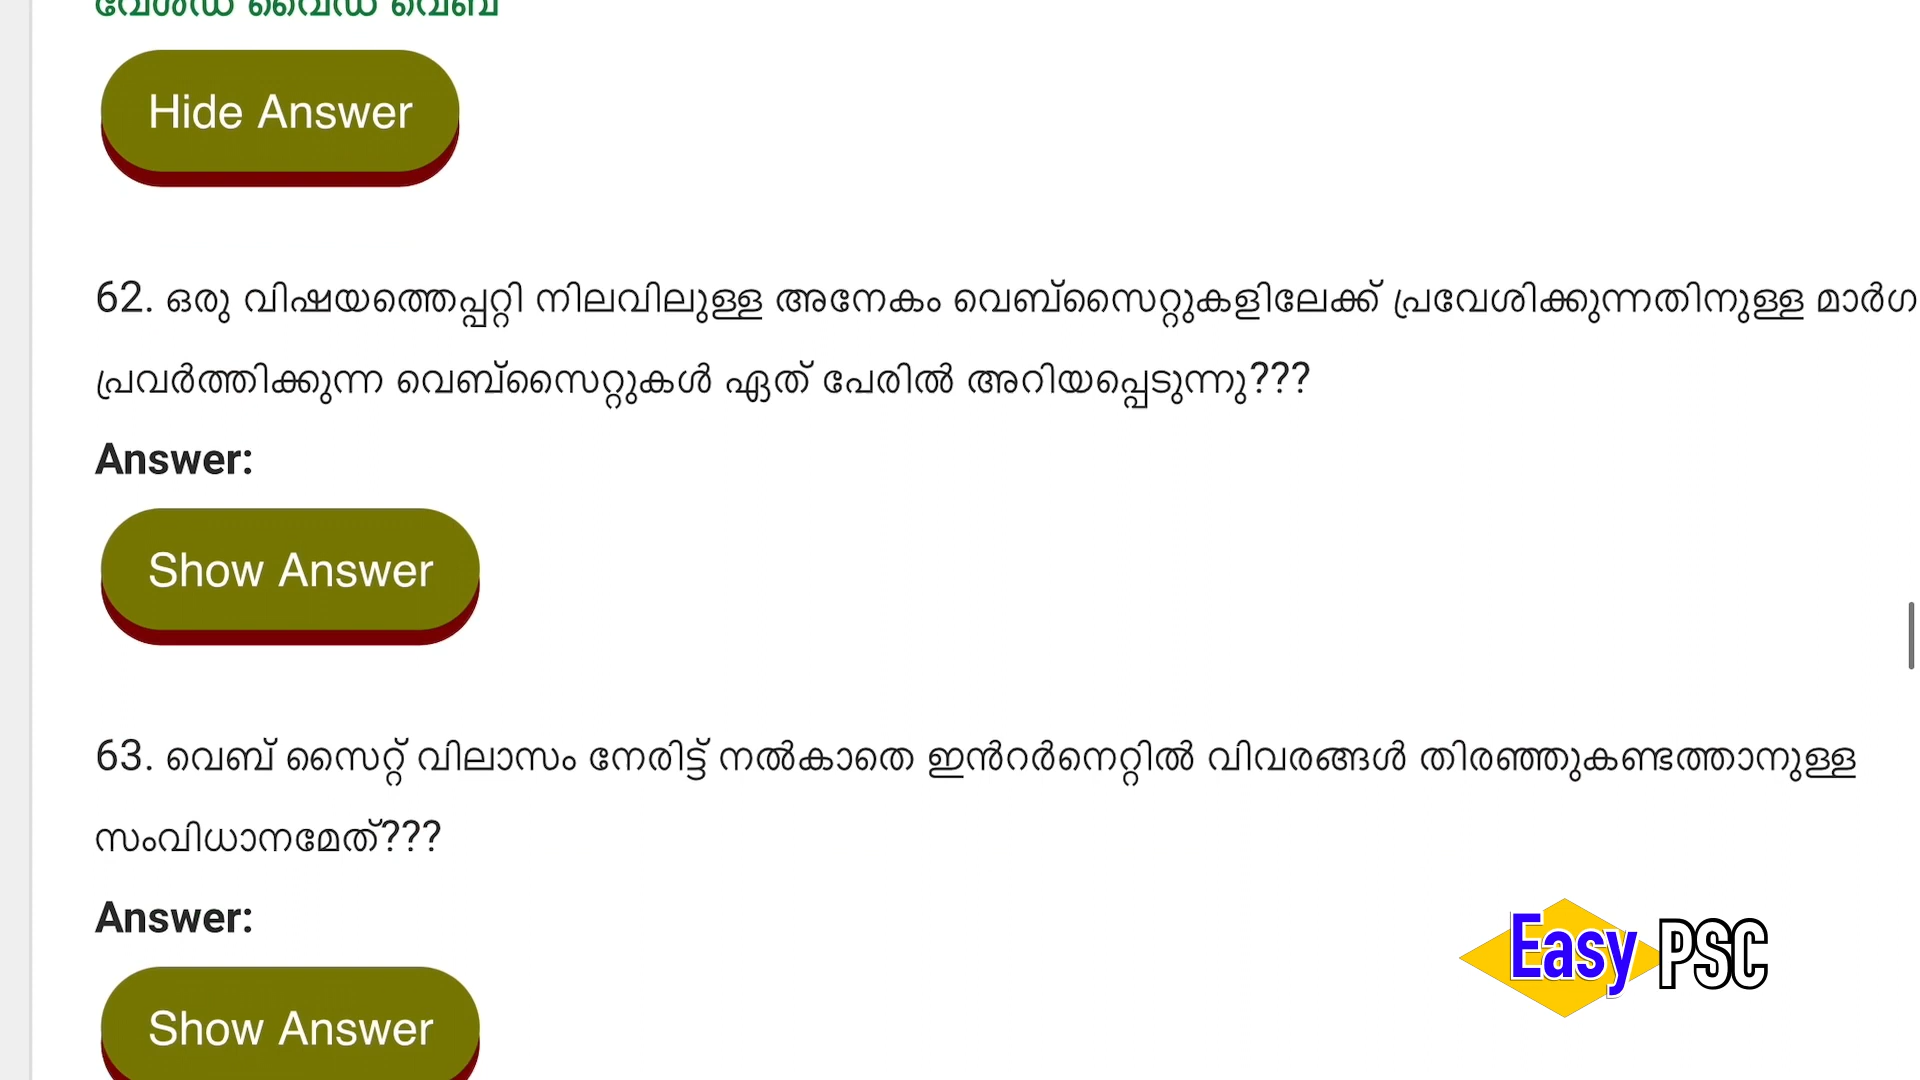 വൈഡ് വെബ്
Hide Answer
62. ഒരു വിഷയത്തെപ്പറ്റി നിലവിലുള്ള അനേകം വെബ്സൈറ്റുകളിലേക്ക് പ്രവേശിക്കുന്നതിനുള്ള മാർഗ
പ്രവർത്തിക്കുന്ന വെബ്സൈറ്റുകൾ ഏത് പേരിൽ അറിയപ്പെടുന്നു???
Answer:
Show Answer
63. വെബ് സൈറ്റ് വിലാസം നേരിട്ട് നൽകാതെ ഇൻറർനെറ്റിൽ വിവരങ്ങൾ തിരഞ്ഞുകണ്ടത്താനുള്ള
സംവിധാനമേത്???
Answer:
Show Answer
Easy PSC